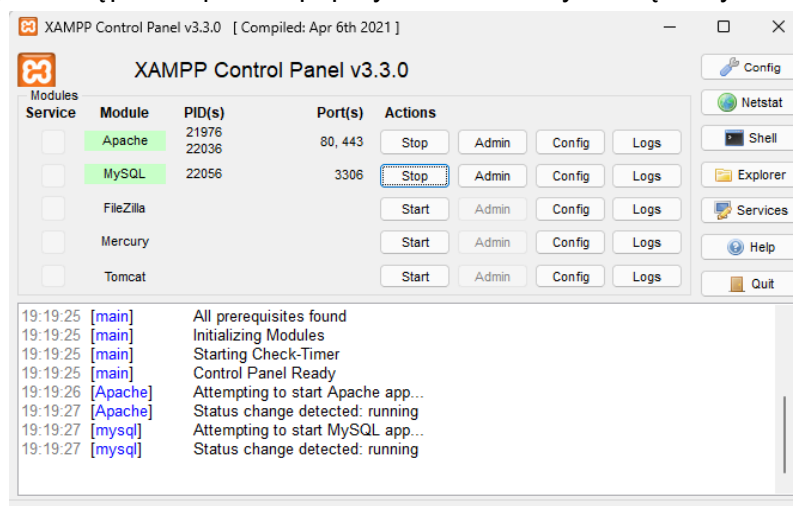 XAMPP Control Panel v3.3.0 [ Compiled: Apr 6th 2021 ]
XAMPP Control Panel v3.3.0
Config
Modules
Service Module PID(s) Port(s) Actions
Netstat
Apache 21976 22036 80, 443 Stop Admin Config Logs
Shell
MySQL 22056 3306 Stop Admin Config Logs
Explorer
FileZilla Start Admin Config Logs
Services
Mercury Start Admin Config Logs
Help
Tomcat Start Admin Config Logs
Quit
19:19:25 [main] All prerequisites found
19:19:25 [main] Initializing Modules
19:19:25 [main] Starting Check-Timer
19:19:25 [main] Control Panel Ready
19:19:26 [Apache] Attempting to start Apache app...
19:19:27 [Apache] Status change detected: running
19:19:27 [mysql] Attempting to start MySQL app...
19:19:27 [mysql] Status change detected: running